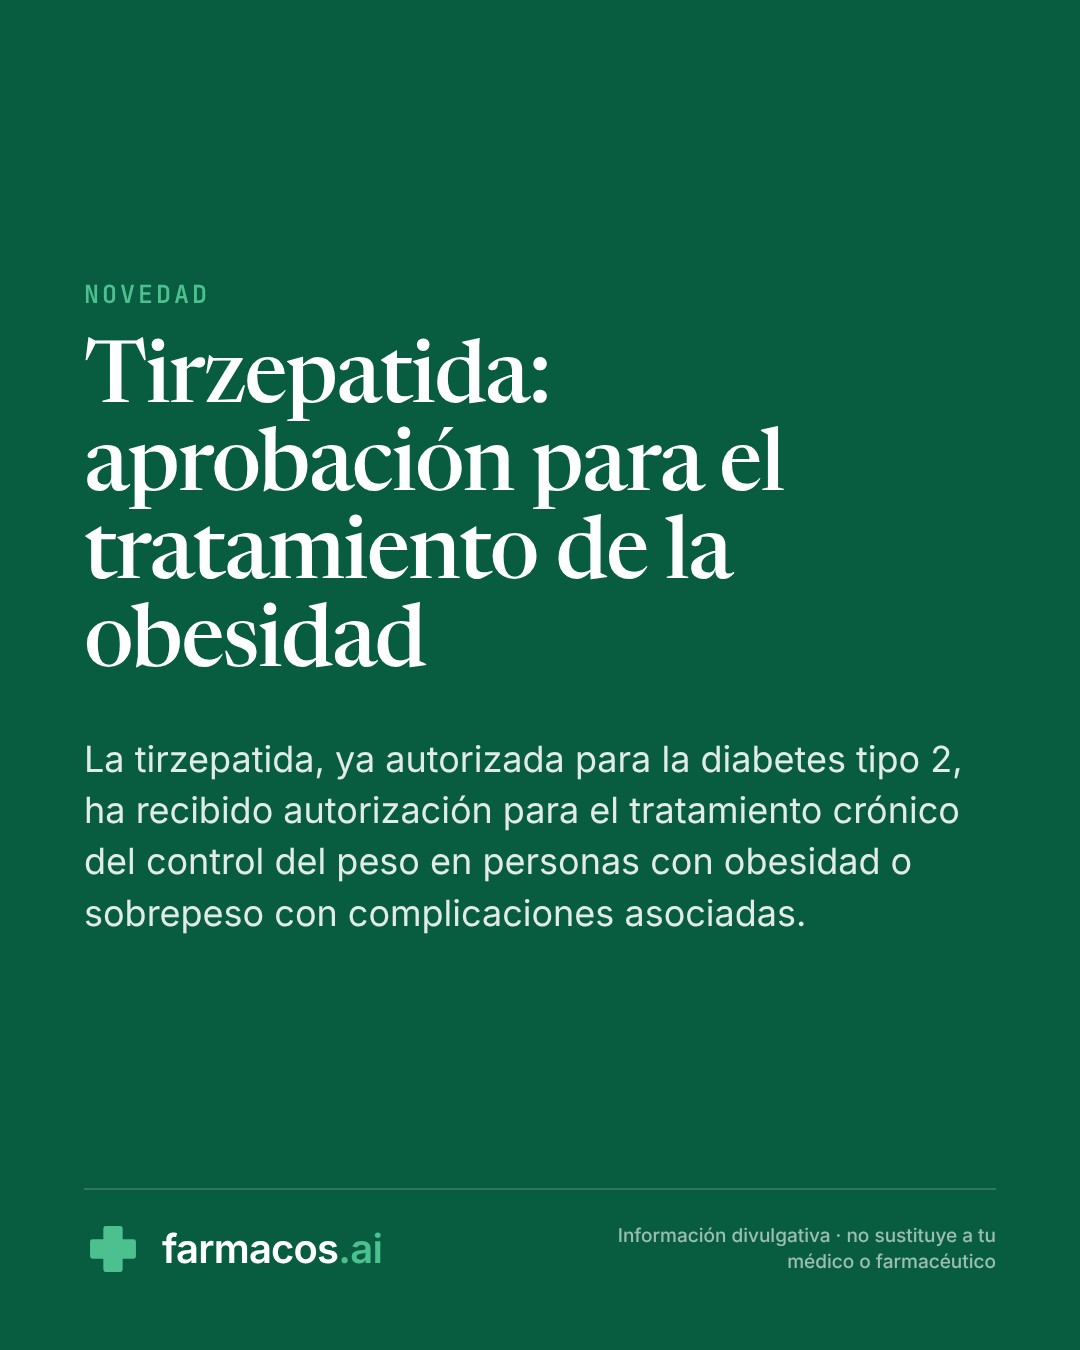 NOVEDAD
Tirzepatida:
aprobación para el
tratamiento de la
obesidad
La tirzepatida, ya autorizada para la diabetes tipo 2,
ha recibido autorización para el tratamiento crónico
del control del peso en personas con obesidad o
sobrepeso con complicaciones asociadas.
farmacos.ai
Información divulgativa · no sustituye a tu
médico o farmacéutico